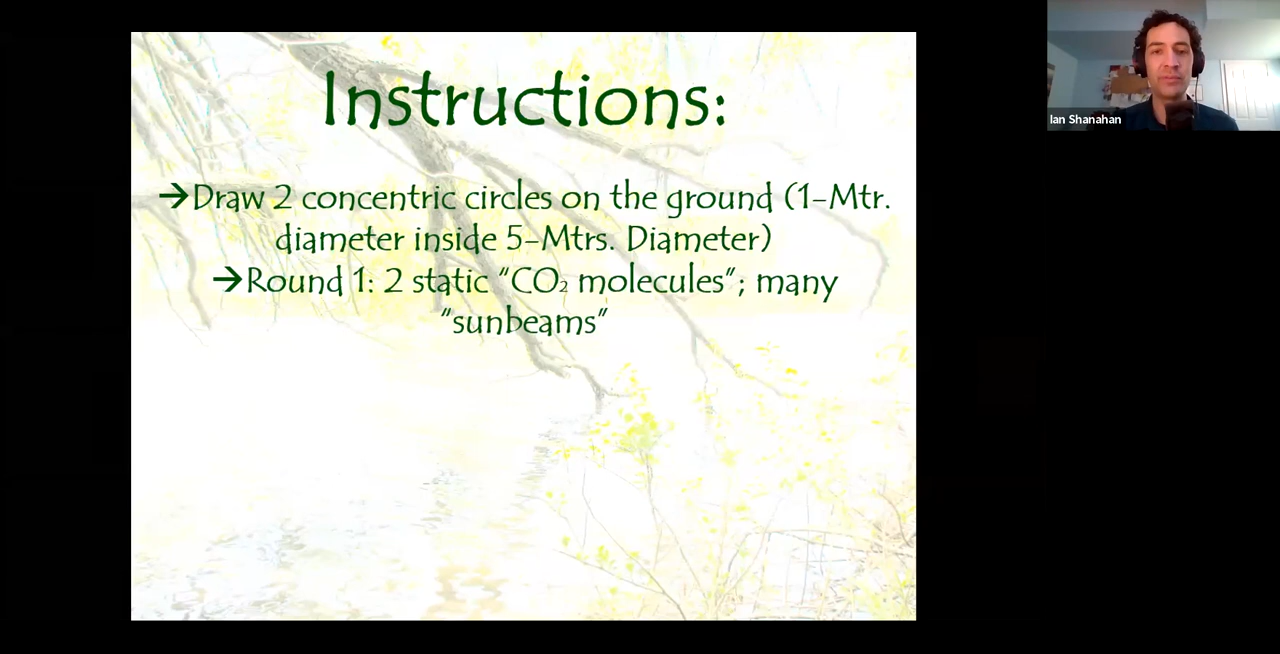 Instructions:
→Draw 2 concentric circles on the ground (1-Mtr.
diameter inside 5-Mtrs. Diameter)
→Round 1: 2 static “CO₂ molecules”; many
“sunbeams”
Ian Shanahan